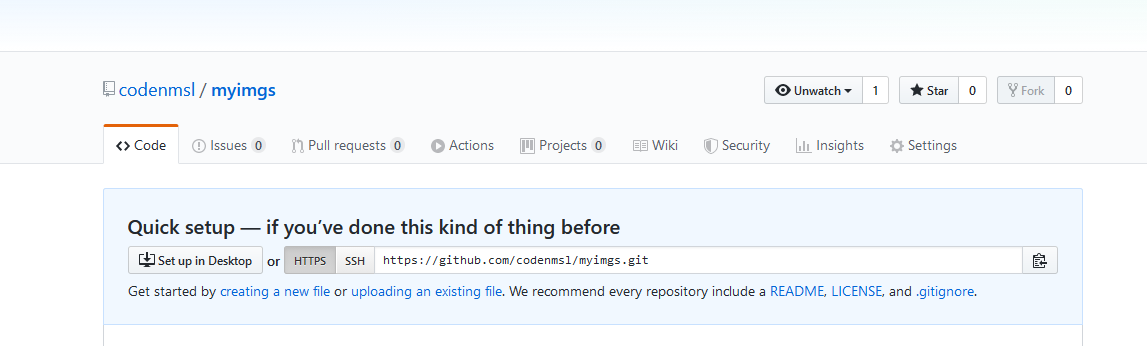 codenmsl / myimgs
Unwatch 1 Star 0 Fork 0
Code Issues 0 Pull requests 0 Actions Projects 0 Wiki Security Insights Settings
Quick setup — if you’ve done this kind of thing before
Set up in Desktop or HTTPS SSH https://github.com/codenmsl/myimgs.git
Get started by creating a new file or uploading an existing file. We recommend every repository include a README, LICENSE, and .gitignore.